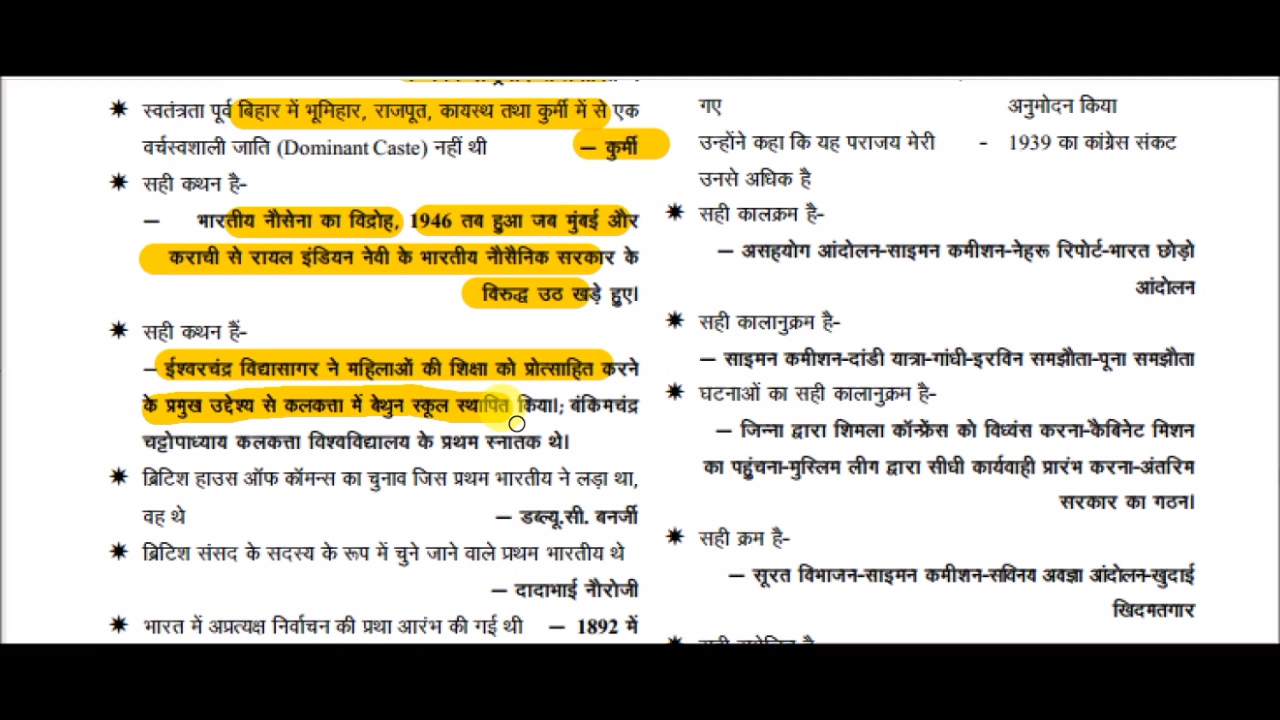 ✷ स्वतंत्रता पूर्व बिहार में भूमिहार, राजपूत, कायस्थ तथा कुर्मी में से एक
वर्चस्वशाली जाति (Dominant Caste) नहीं थी – कुर्मी
✷ सही कथन है-
– भारतीय नौसेना का विद्रोह, 1946 तब हुआ जब मुंबई और
कराची से रायल इंडियन नेवी के भारतीय नौसैनिक सरकार के
विरुद्ध उठ खड़े हुए।
✷ सही कथन हैं-
– ईश्वरचंद्र विद्यासागर ने महिलाओं की शिक्षा को प्रोत्साहित करने
के प्रमुख उद्देश्य से कलकत्ता में बेथुन स्कूल स्थापित किया।; बंकिमचंद्र
चट्टोपाध्याय कलकत्ता विश्वविद्यालय के प्रथम स्नातक थे।
✷ ब्रिटिश हाउस ऑफ कॉमन्स का चुनाव जिस प्रथम भारतीय ने लड़ा था,
वह थे – डब्ल्यू.सी. बनर्जी
✷ ब्रिटिश संसद के सदस्य के रूप में चुने जाने वाले प्रथम भारतीय थे
– दादाभाई नौरोजी
✷ भारत में अप्रत्यक्ष निर्वाचन की प्रथा आरंभ की गई थी – 1892 में
गए अनुमोदन किया
उन्होंने कहा कि यह पराजय मेरी - 1939 का कांग्रेस संकट
उनसे अधिक है
✷ सही कालक्रम है-
– असहयोग आंदोलन-साइमन कमीशन-नेहरू रिपोर्ट-भारत छोड़ो
आंदोलन
✷ सही कालानुक्रम है-
– साइमन कमीशन-दांडी यात्रा-गांधी-इरविन समझौता-पूना समझौता
✷ घटनाओं का सही कालानुक्रम है-
– जिन्ना द्वारा शिमला कॉन्फ्रेंस को विध्वंस करना-कैबिनेट मिशन
का पहुंचना-मुस्लिम लीग द्वारा सीधी कार्यवाही प्रारंभ करना-अंतरिम
सरकार का गठन।
✷ सही क्रम है-
– सूरत विभाजन-साइमन कमीशन-सविनय अवज्ञा आंदोलन-खुदाई
खिदमतगार